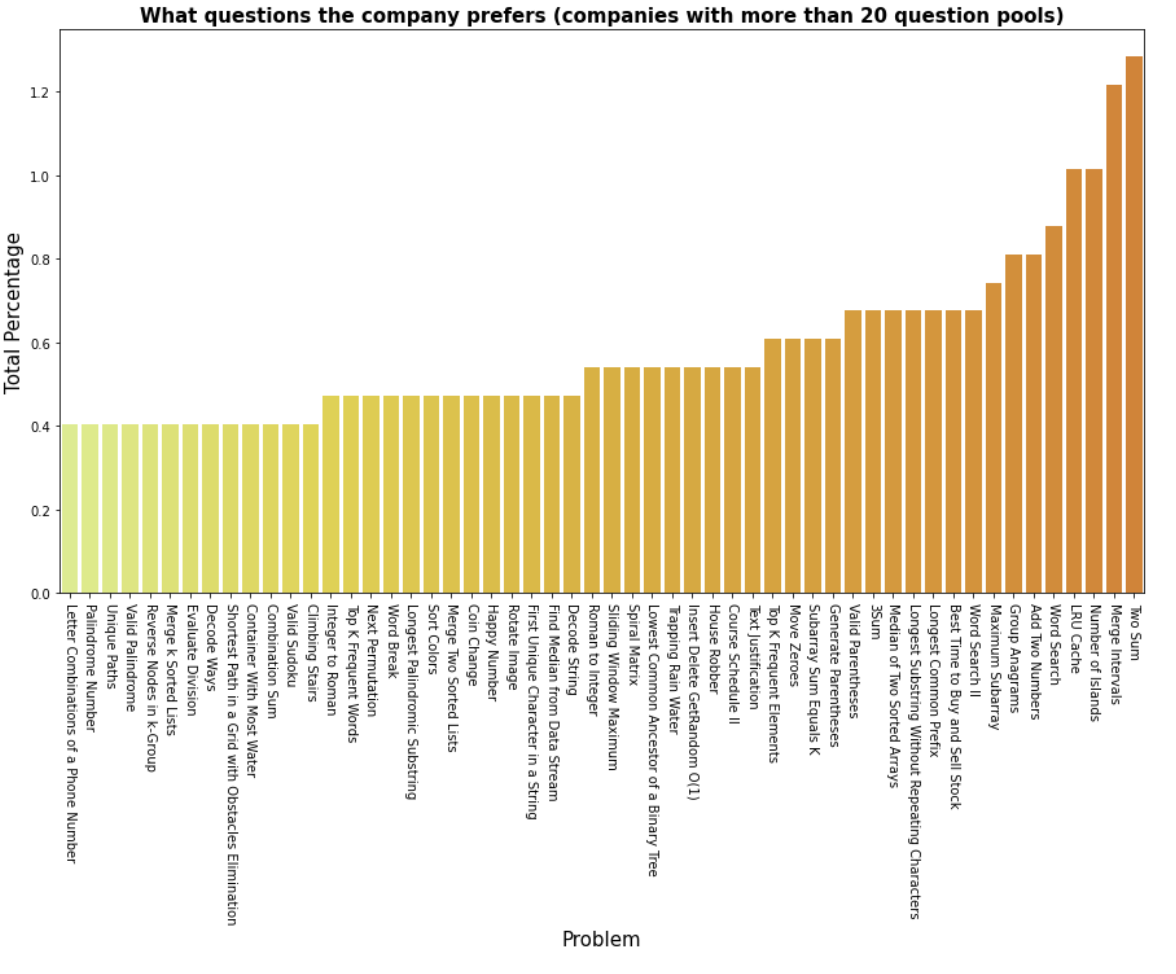 What questions the company prefers (companies with more than 20 question pools)
Total Percentage
1.2
1.0
0.8
0.6
0.4
0.2
0.0
Letter Combinations of a Phone Number
Palindrome Number
Unique Paths
Valid Palindrome
Reverse Nodes in k-Group
Merge k Sorted Lists
Evaluate Division
Decode Ways
Shortest Path in a Grid with Obstacles Elimination
Container With Most Water
Combination Sum
Valid Sudoku
Climbing Stairs
Integer to Roman
Top K Frequent Words
Next Permutation
Word Break
Longest Palindromic Substring
Sort Colors
Merge Two Sorted Lists
Coin Change
Happy Number
Rotate Image
First Unique Character in a String
Find Median from Data Stream
Decode String
Roman to Integer
Sliding Window Maximum
Spiral Matrix
Lowest Common Ancestor of a Binary Tree
Trapping Rain Water
Insert Delete GetRandom O(1)
House Robber
Course Schedule II
Text Justification
Top K Frequent Elements
Move Zeroes
Subarray Sum Equals K
Generate Parentheses
Valid Parentheses
3Sum
Median of Two Sorted Arrays
Longest Substring Without Repeating Characters
Longest Common Prefix
Best Time to Buy and Sell Stock
Word Search II
Maximum Subarray
Group Anagrams
Add Two Numbers
Word Search
LRU Cache
Number of Islands
Merge Intervals
Two Sum
Problem